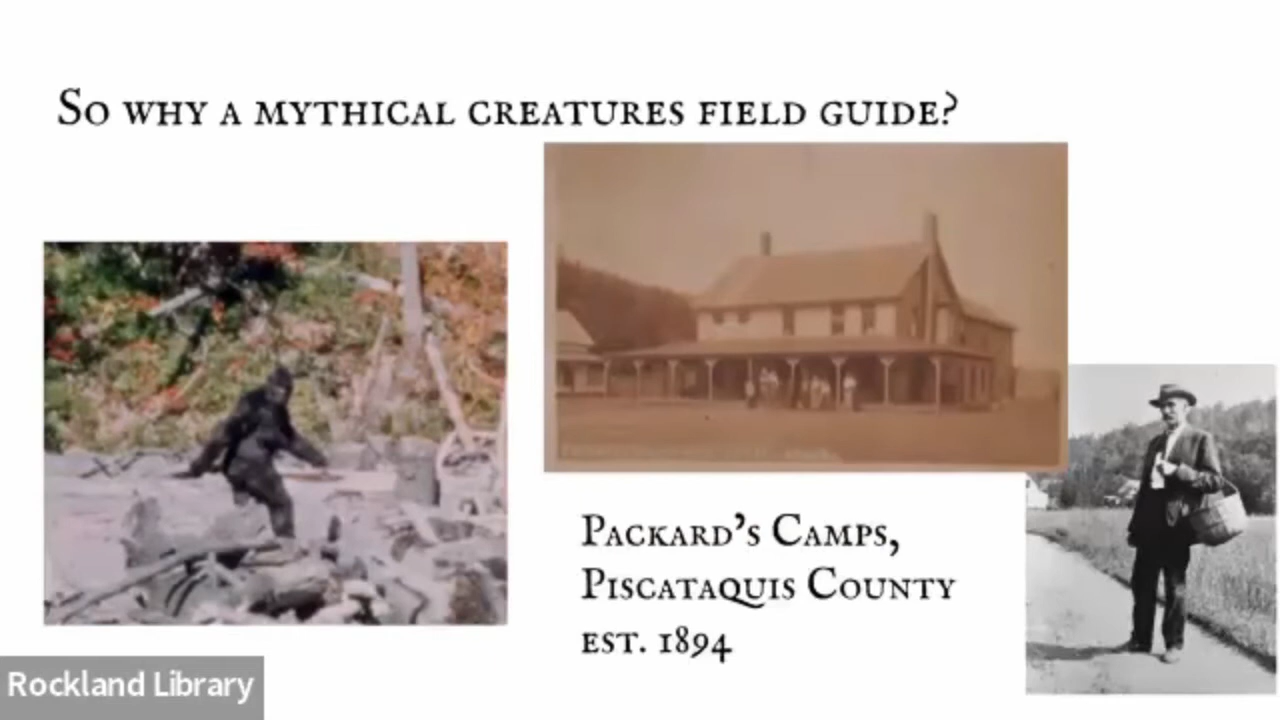 So why a mythical creatures field guide?
Packard's Camps,
Piscataquis County
est. 1894
Rockland Library